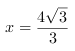 x = \frac{4\sqrt{3}}{3}